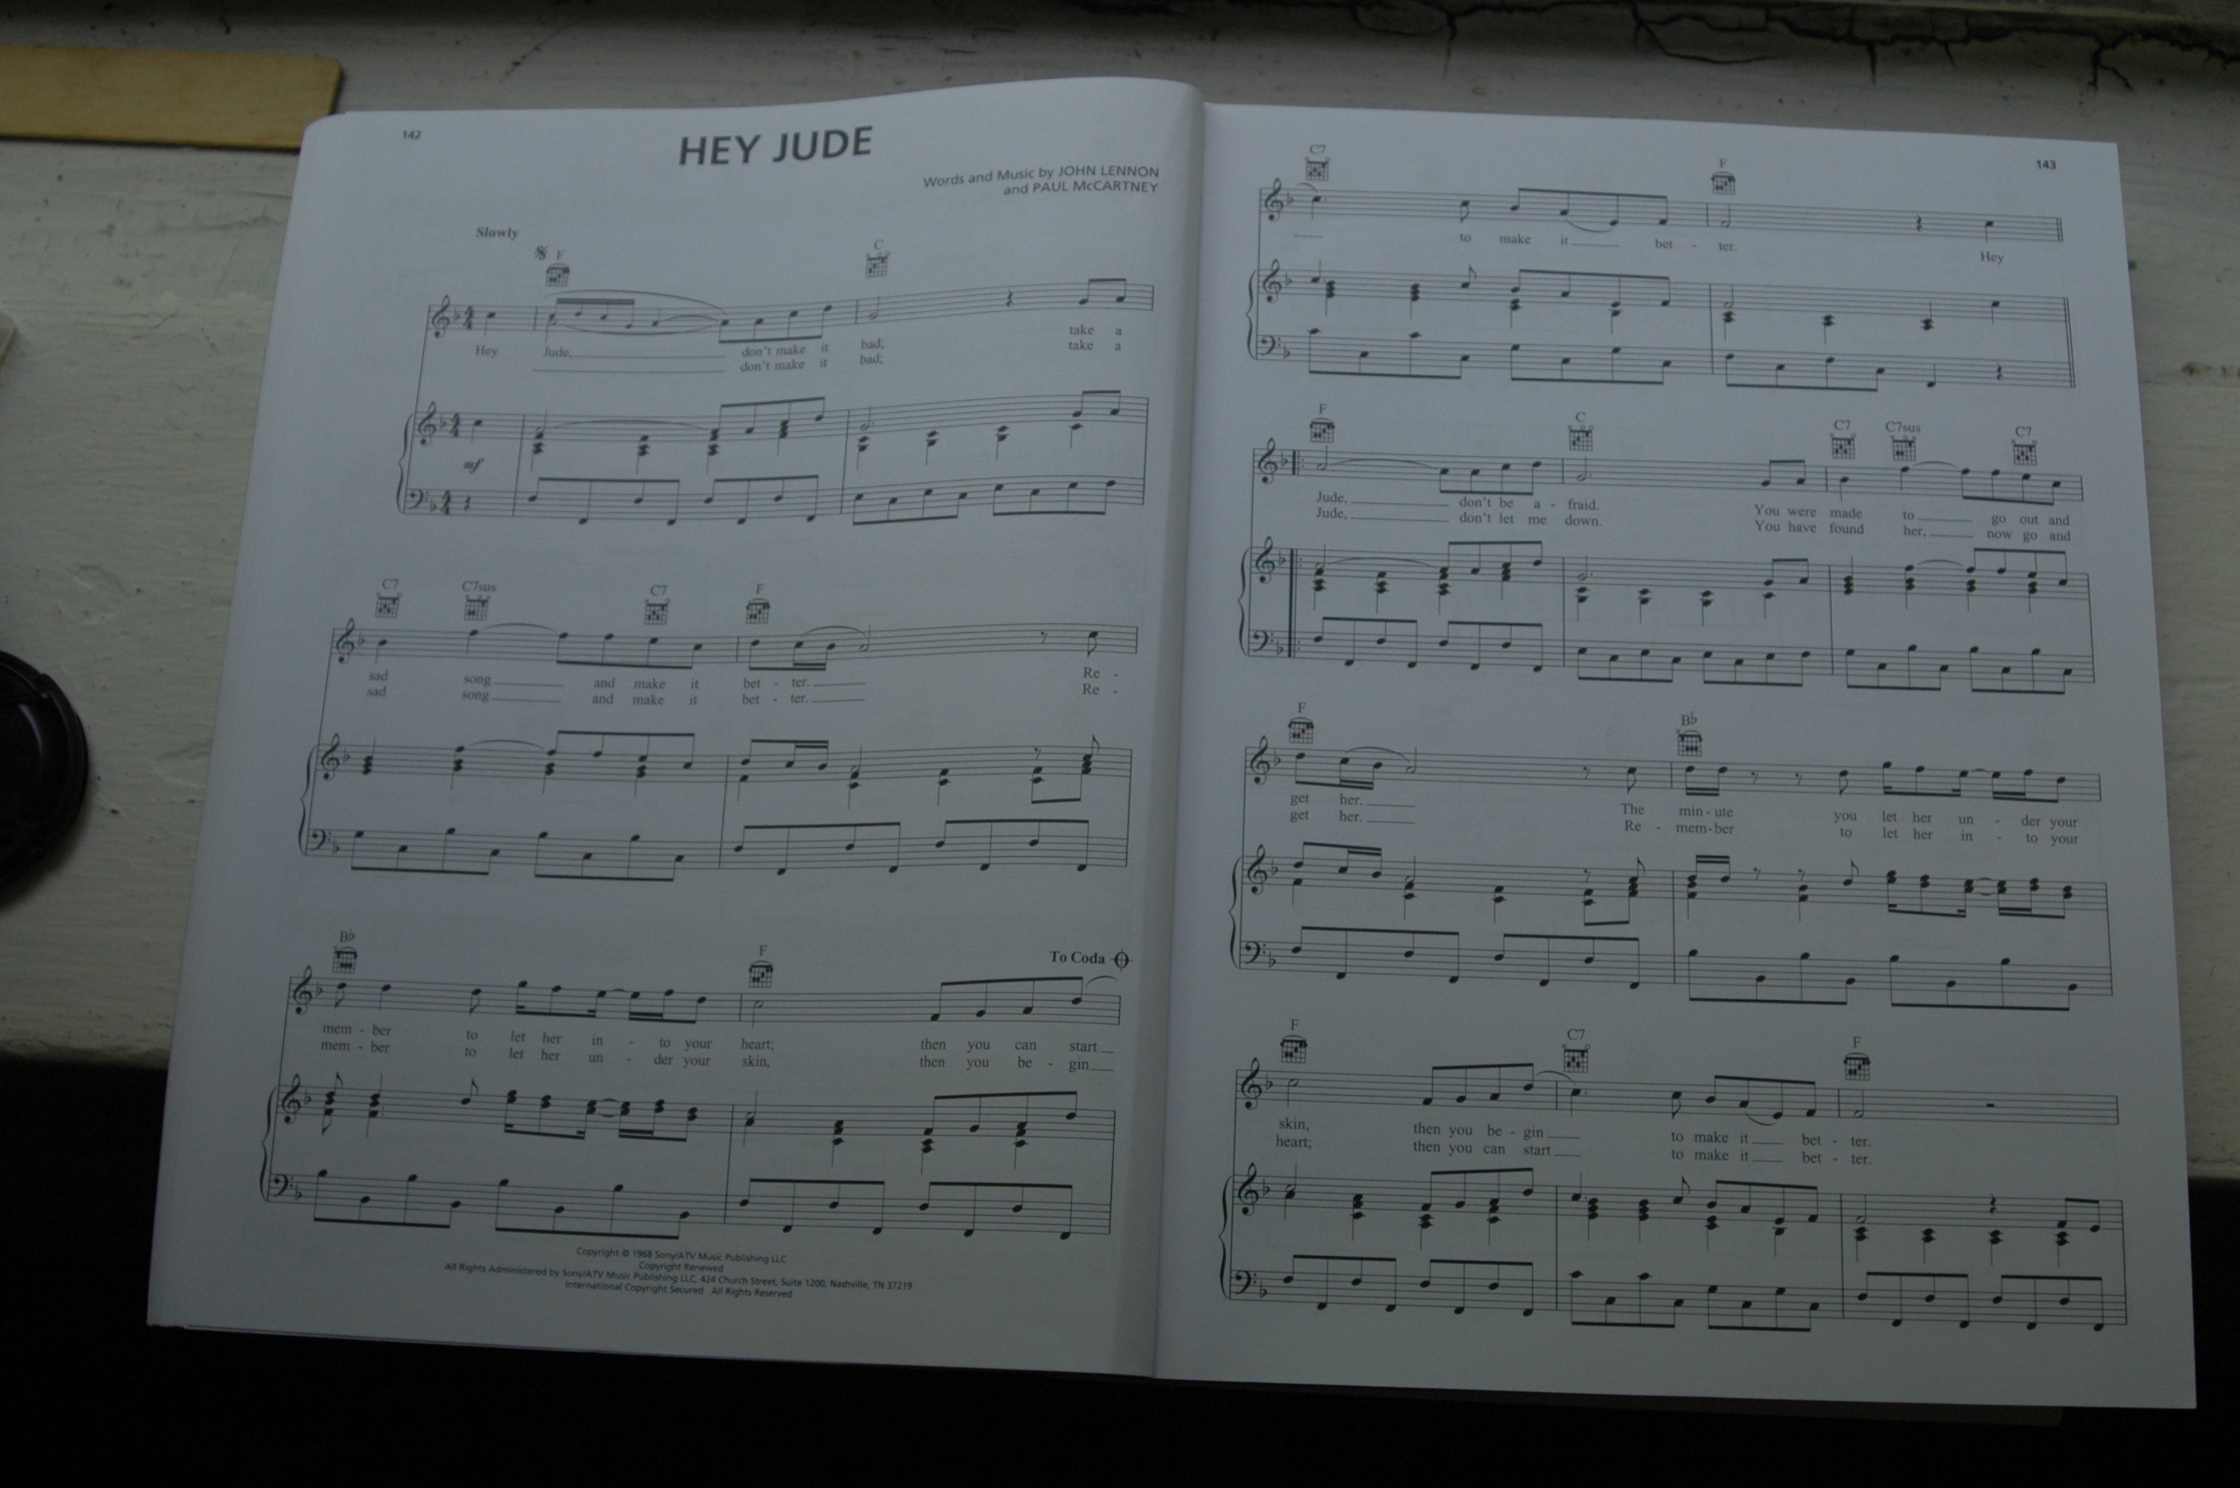 142
HEY JUDE
Words and Music by JOHN LENNON
and PAUL McCARTNEY
Slowly
F C
Hey Jude, don't make it bad; take a
don't make it bad; take a
mf
C7 C7sus C7 F
sad song and make it bet - ter. Re -
sad song and make it bet - ter. Re -
To Coda
B♭ F
mem - ber to let her in - to your heart; then you can start
mem - ber to let her un - der your skin, then you be - gin
Copyright © 1968 Sony/ATV Music Publishing LLC
Copyright Renewed
All Rights Administered by Sony/ATV Music Publishing LLC, 424 Church Street, Suite 1200, Nashville, TN 37219
International Copyright Secured All Rights Reserved
143
C7 F
to make it bet - ter. Hey
F C C7 C7sus C7
Jude, don't be a - fraid. You were made to go out and
Jude, don't let me down. You have found her, now go and
F B♭
get her. The min - ute you let her un - der your
get her. Re - mem - ber to let her in - to your
F C7 F
skin, then you be - gin to make it bet - ter.
heart; then you can start to make it bet - ter.